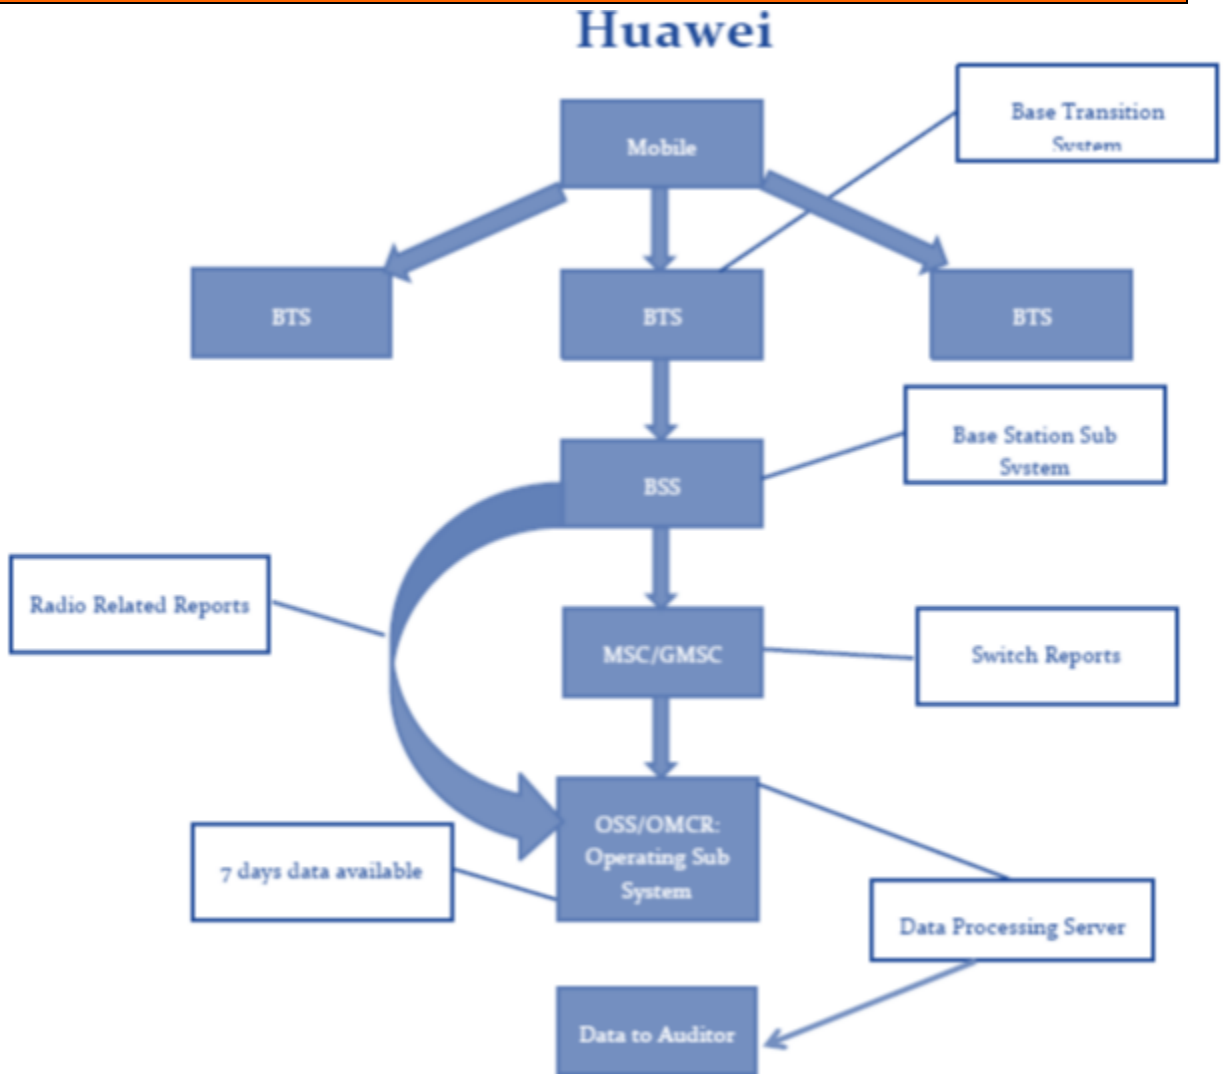 Huawei
Mobile
Base Transition
System
BTS
BTS
BTS
BSS
Base Station Sub
System
Radio Related Reports
MSC/GMSC
Switch Reports
OSS/OMCR:
Operating Sub
System
7 days data available
Data Processing Server
Data to Auditor